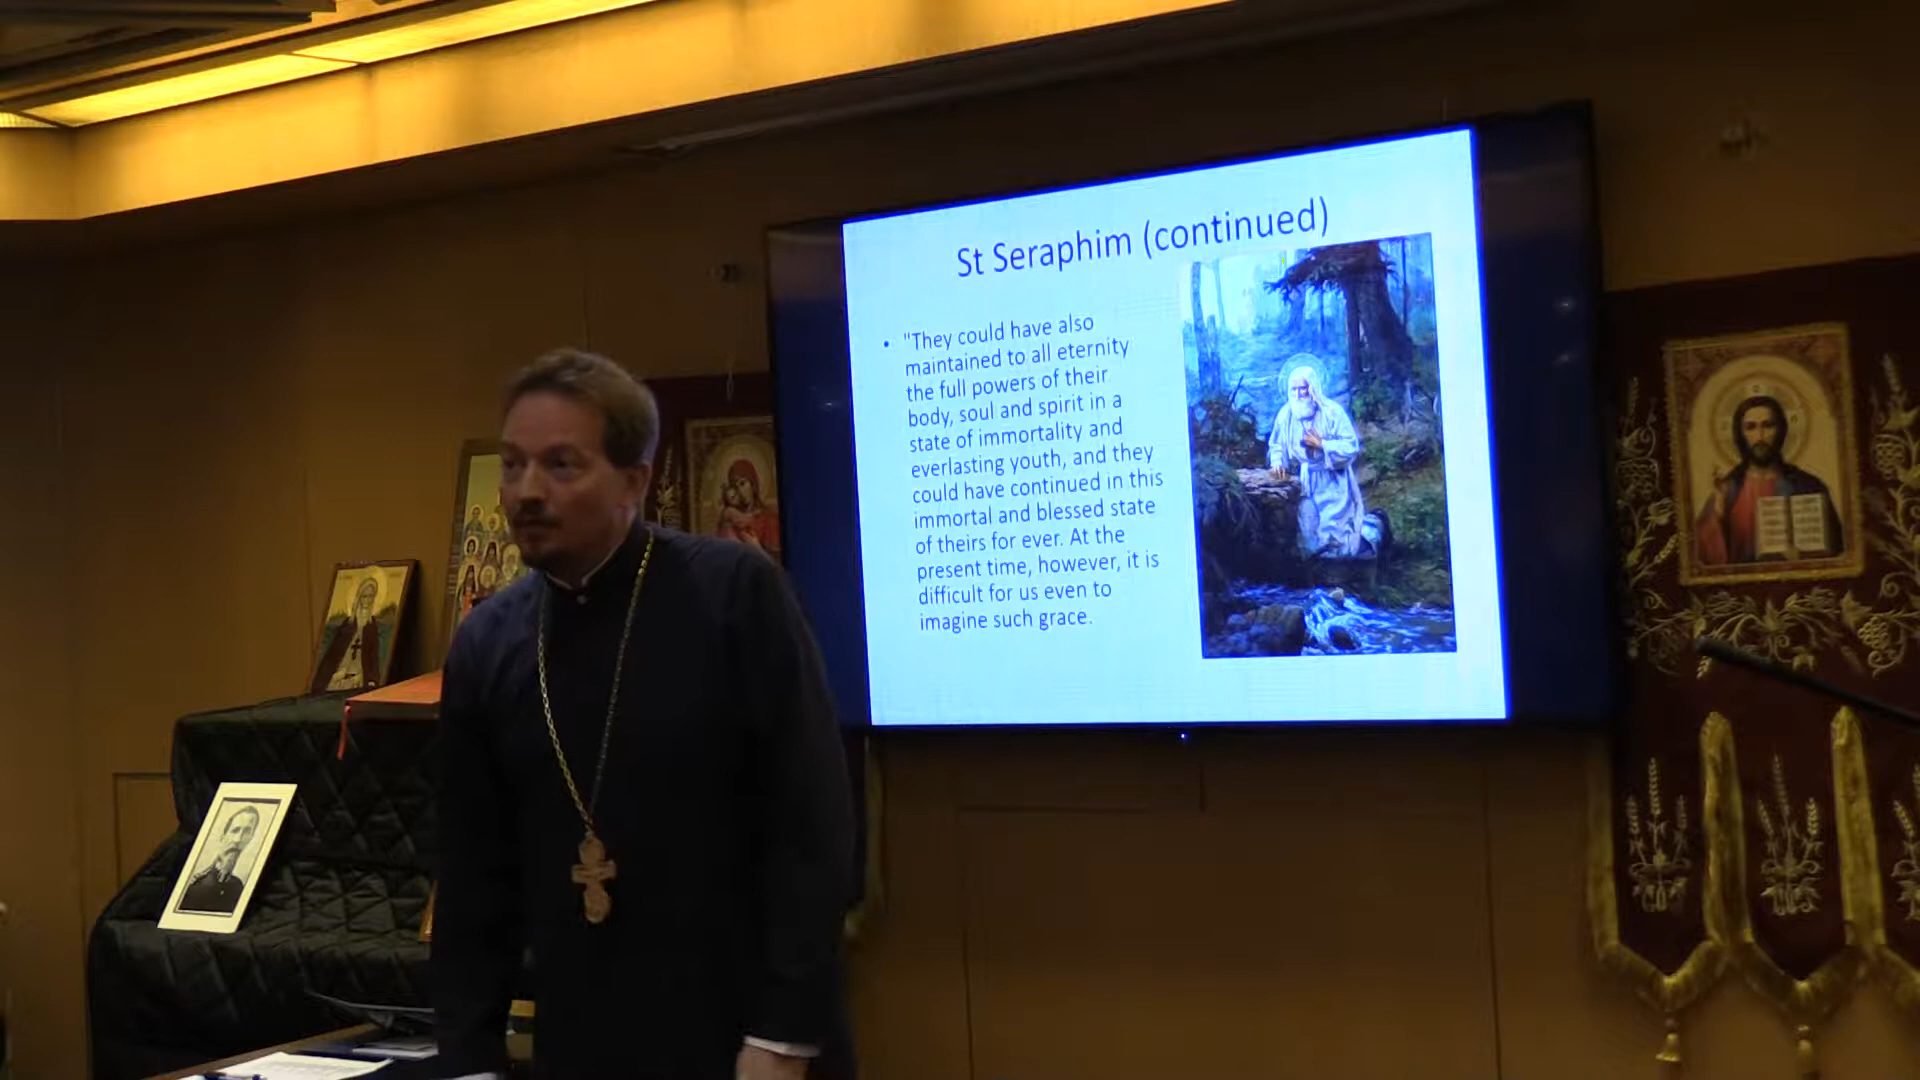 St Seraphim (continued)
• "They could have also
maintained to all eternity
the full powers of their
body, soul and spirit in a
state of immortality and
everlasting youth, and they
could have continued in this
immortal and blessed state
of theirs for ever. At the
present time, however, it is
difficult for us even to
imagine such grace.